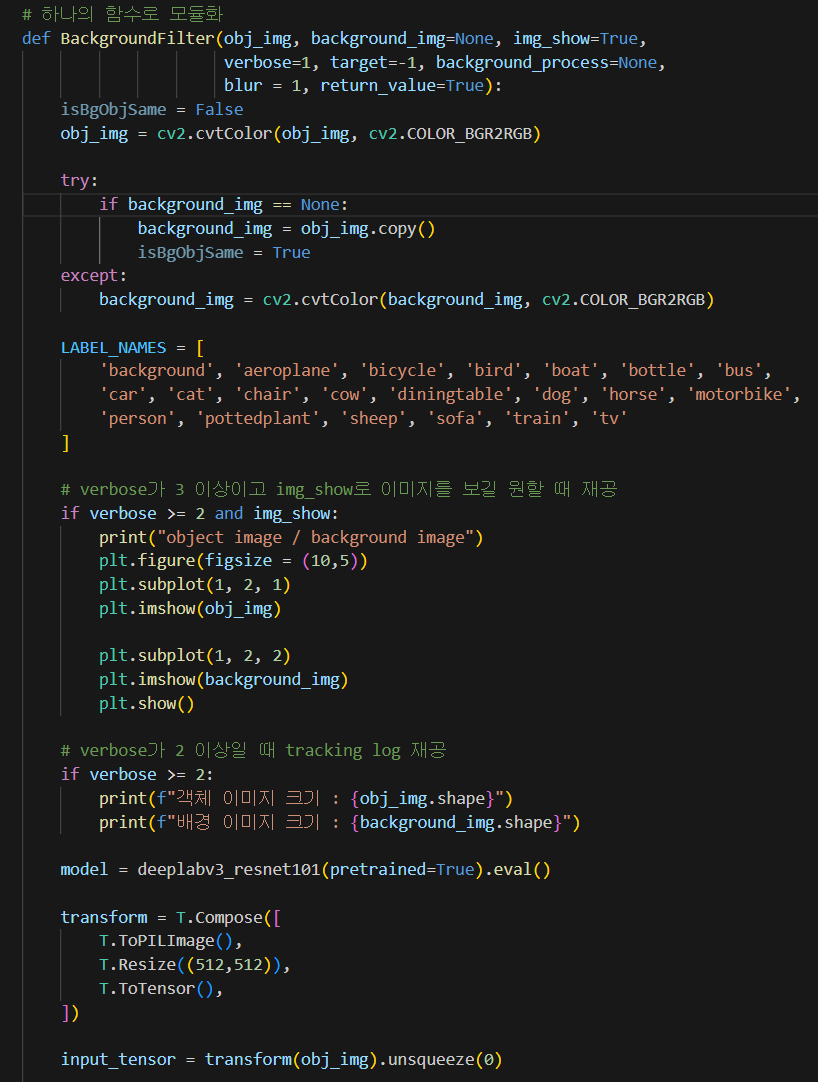 # 하나의 함수로 모듈화
def BackgroundFilter(obj_img, background_img=None, img_show=True,
                     verbose=1, target=-1, background_process=None,
                     blur = 1, return_value=True):
    isBgObjSame = False
    obj_img = cv2.cvtColor(obj_img, cv2.COLOR_BGR2RGB)

    try:
        if background_img == None:
            background_img = obj_img.copy()
            isBgObjSame = True
    except:
        background_img = cv2.cvtColor(background_img, cv2.COLOR_BGR2RGB)

    LABEL_NAMES = [
        'background', 'aeroplane', 'bicycle', 'bird', 'boat', 'bottle', 'bus',
        'car', 'cat', 'chair', 'cow', 'diningtable', 'dog', 'horse', 'motorbike',
        'person', 'pottedplant', 'sheep', 'sofa', 'train', 'tv'
    ]

    # verbose가 3 이상이고 img_show로 이미지를 보길 원할 때 재공
    if verbose >= 2 and img_show:
        print("object image / background image")
        plt.figure(figsize = (10,5))
        plt.subplot(1, 2, 1)
        plt.imshow(obj_img)

        plt.subplot(1, 2, 2)
        plt.imshow(background_img)
        plt.show()

    # verbose가 2 이상일 때 tracking log 재공
    if verbose >= 2:
        print(f"객체 이미지 크기 : {obj_img.shape}")
        print(f"배경 이미지 크기 : {background_img.shape}")

    model = deeplabv3_resnet101(pretrained=True).eval()

    transform = T.Compose([
        T.ToPILImage(),
        T.Resize((512,512)),
        T.ToTensor(),
    ])

    input_tensor = transform(obj_img).unsqueeze(0)